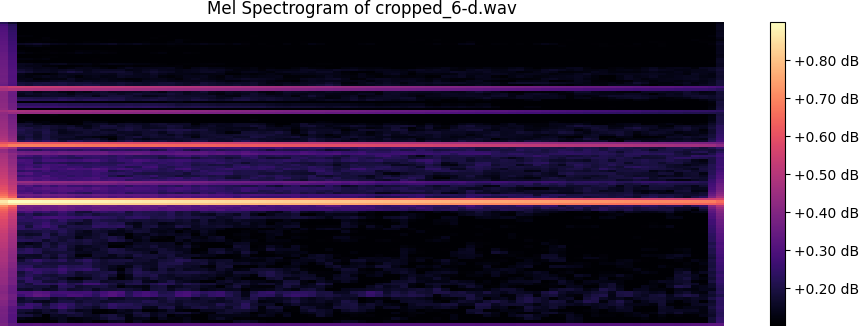 Mel Spectrogram of cropped_6-d.wav
+0.80 dB
+0.70 dB
+0.60 dB
+0.50 dB
+0.40 dB
+0.30 dB
+0.20 dB